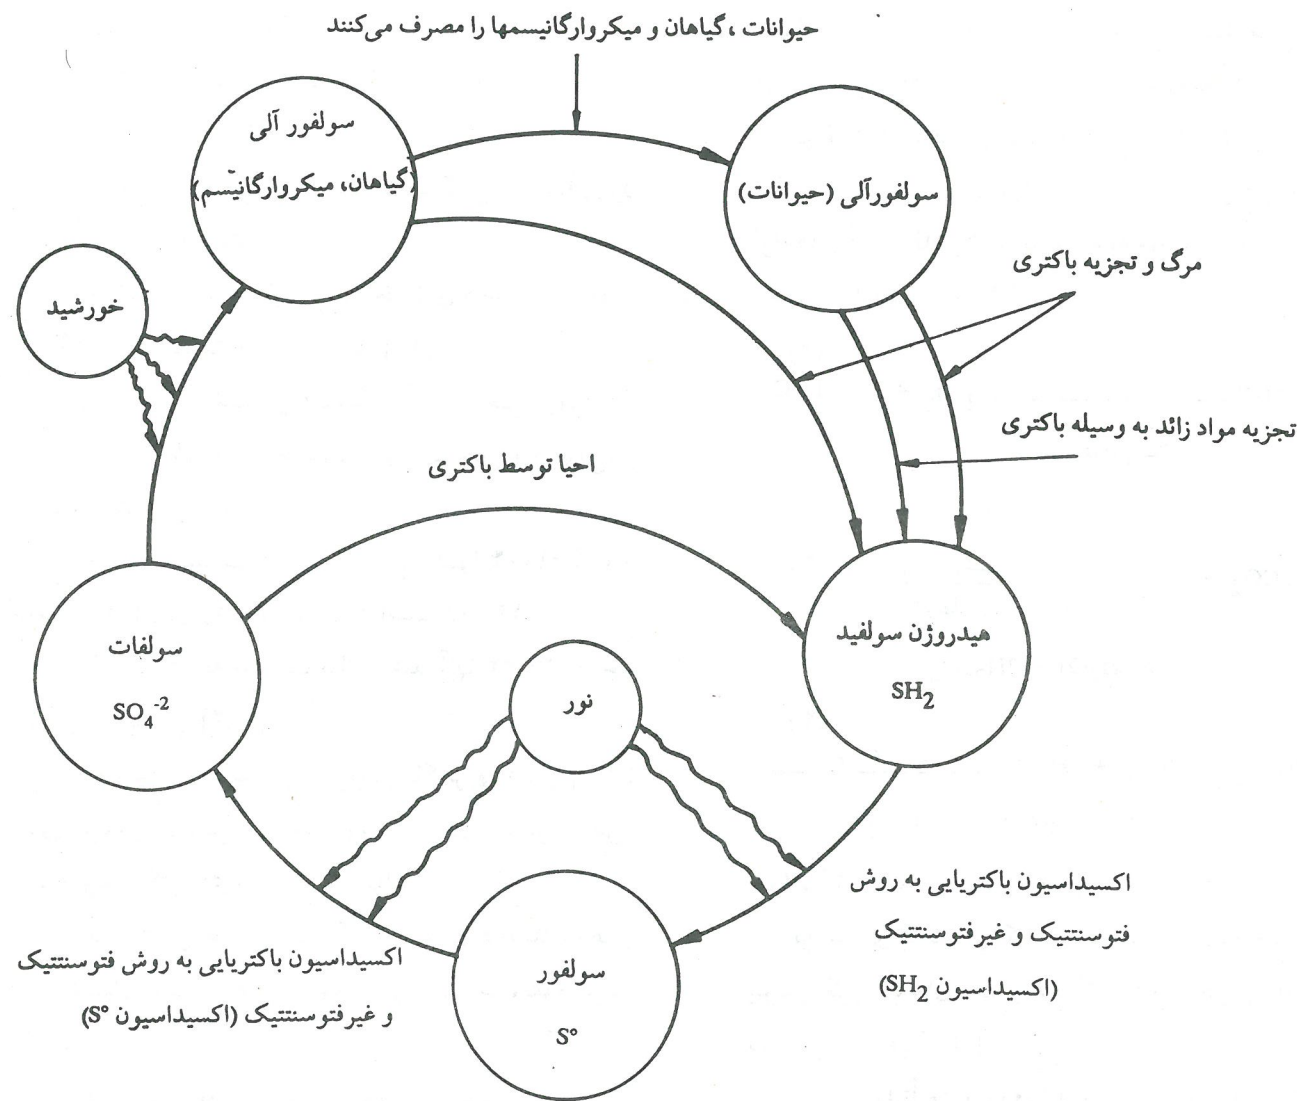 حیوانات ،گیاهان و میکروارگانیسمها را مصرف می‌کنند
سولفور آلی
(گیاهان، میکروارگانیسم)
سولفورآلی (حیوانات)
خورشید
مرگ و تجزیه باکتری
تجزیه مواد زائد به وسیله باکتری
احیا توسط باکتری
سولفات
SO₄⁻²
هیدروژن سولفید
SH₂
نور
اکسیداسیون باکتریایی به روش
فتوسنتتیک و غیرفتوسنتتیک
(اکسیداسیون SH₂)
اکسیداسیون باکتریایی به روش فتوسنتتیک
و غیرفتوسنتتیک (اکسیداسیون S°)
سولفور
S°